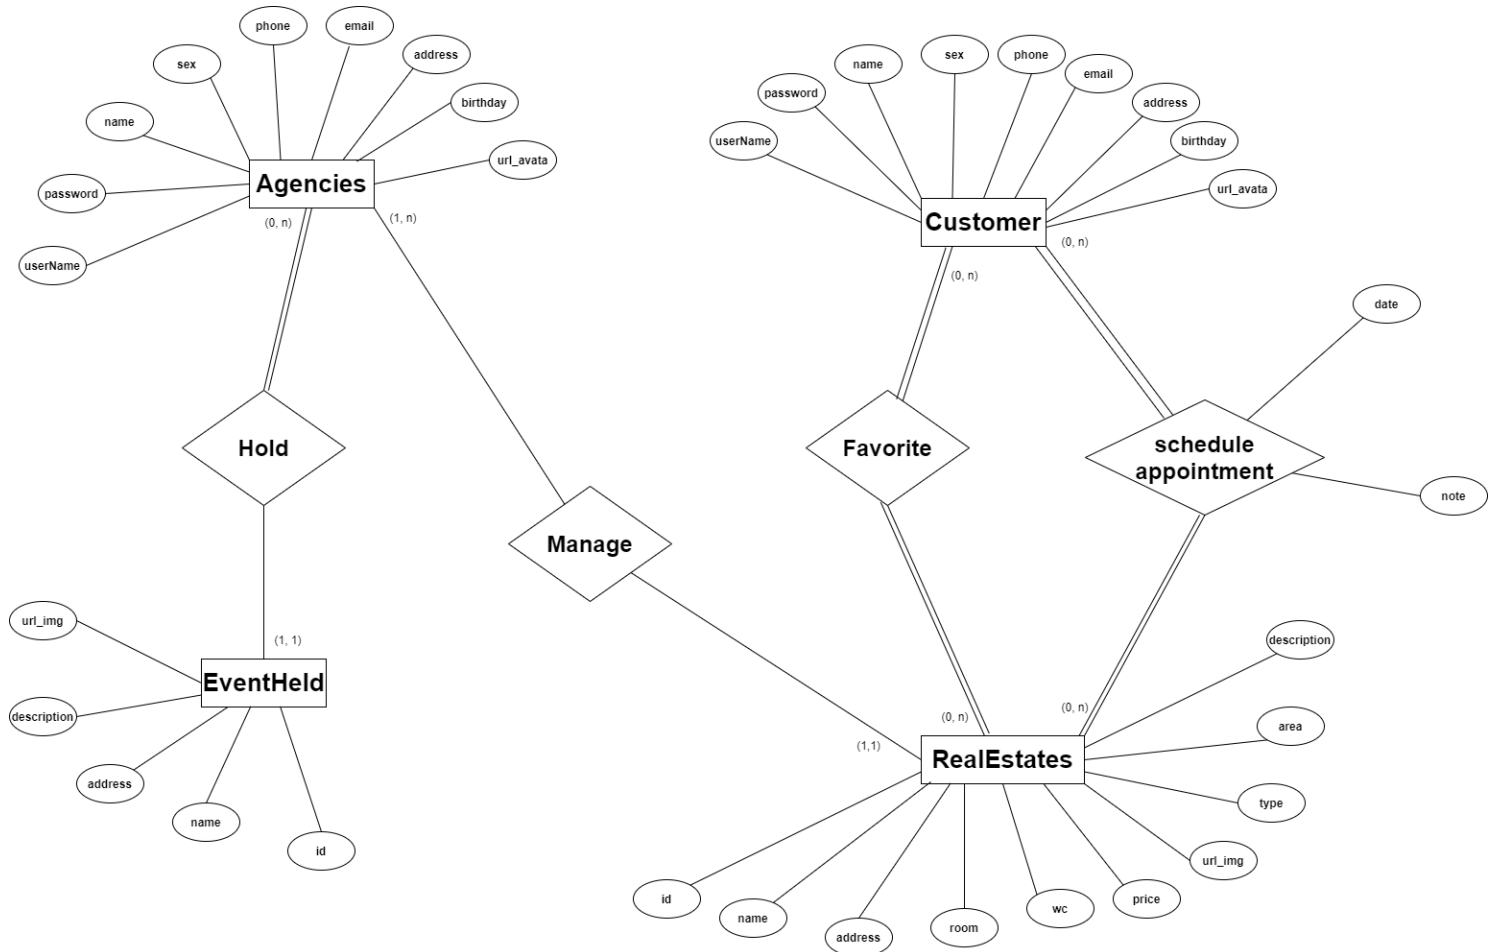 phone
email
sex
address
birthday
name
url_avata
password
userName
Agencies
(0, n)
(1, n)
sex
phone
name
email
password
address
userName
birthday
url_avata
Customer
(0, n)
(0, n)
date
Hold
Favorite
schedule
appointment
note
Manage
url_img
(1, 1)
EventHeld
description
address
name
id
description
(0, n)
(0, n)
area
(1,1)
RealEstates
type
url_img
id
name
address
room
wc
price